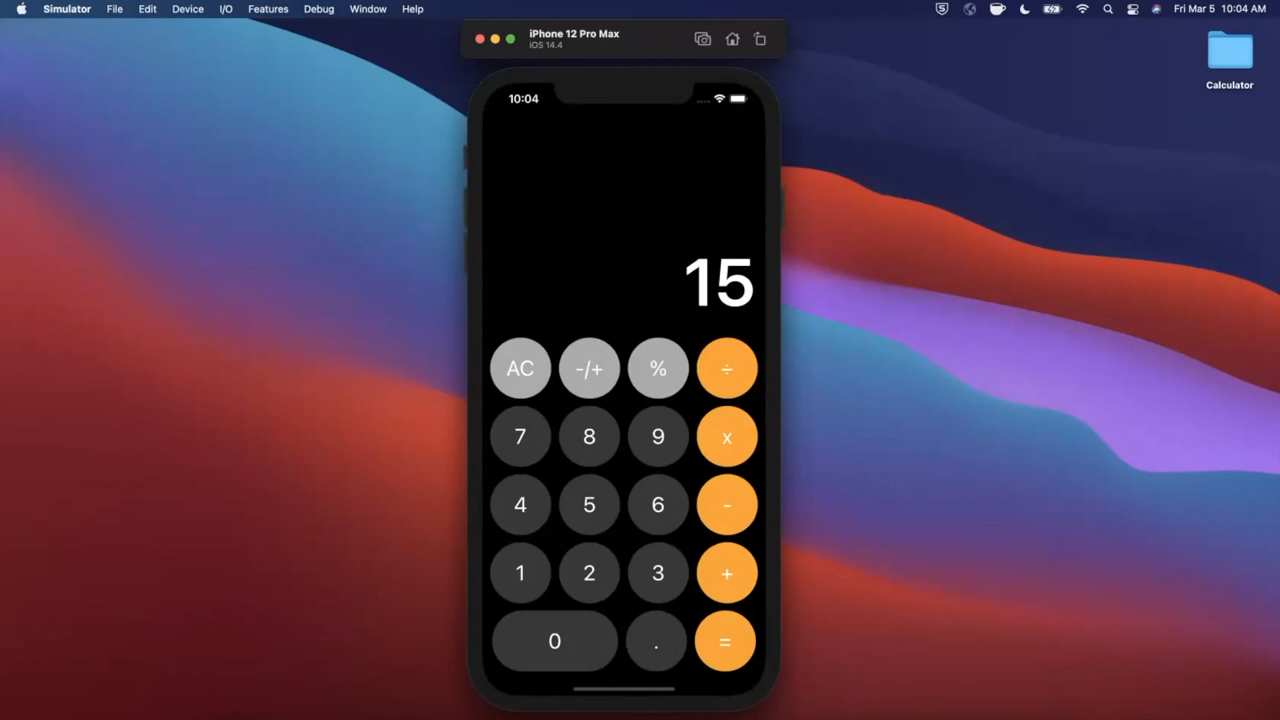 Simulator File Edit Device View I/O Features Debug Window Help Fri Mar 5 10:04 AM
iPhone 12 Pro Max
iOS 14.4
Calculator
10:04
15
AC -/+ % ÷
7 8 9 x
4 5 6 -
1 2 3 +
0 . =